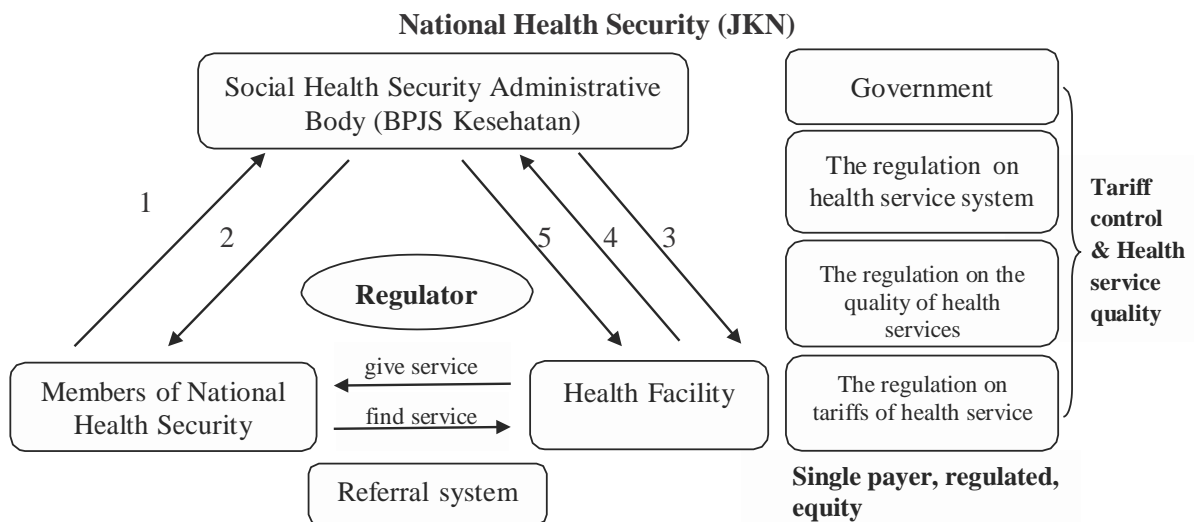 National Health Security (JKN)
Social Health Security Administrative
Body (BPJS Kesehatan)
1
2
5
4
3
Regulator
Members of National
Health Security
give service
find service
Health Facility
Referral system
Government
The regulation on
health service system
The regulation on the
quality of health
services
The regulation on
tariffs of health service
Tariff
control
& Health
service
quality
Single payer, regulated,
equity